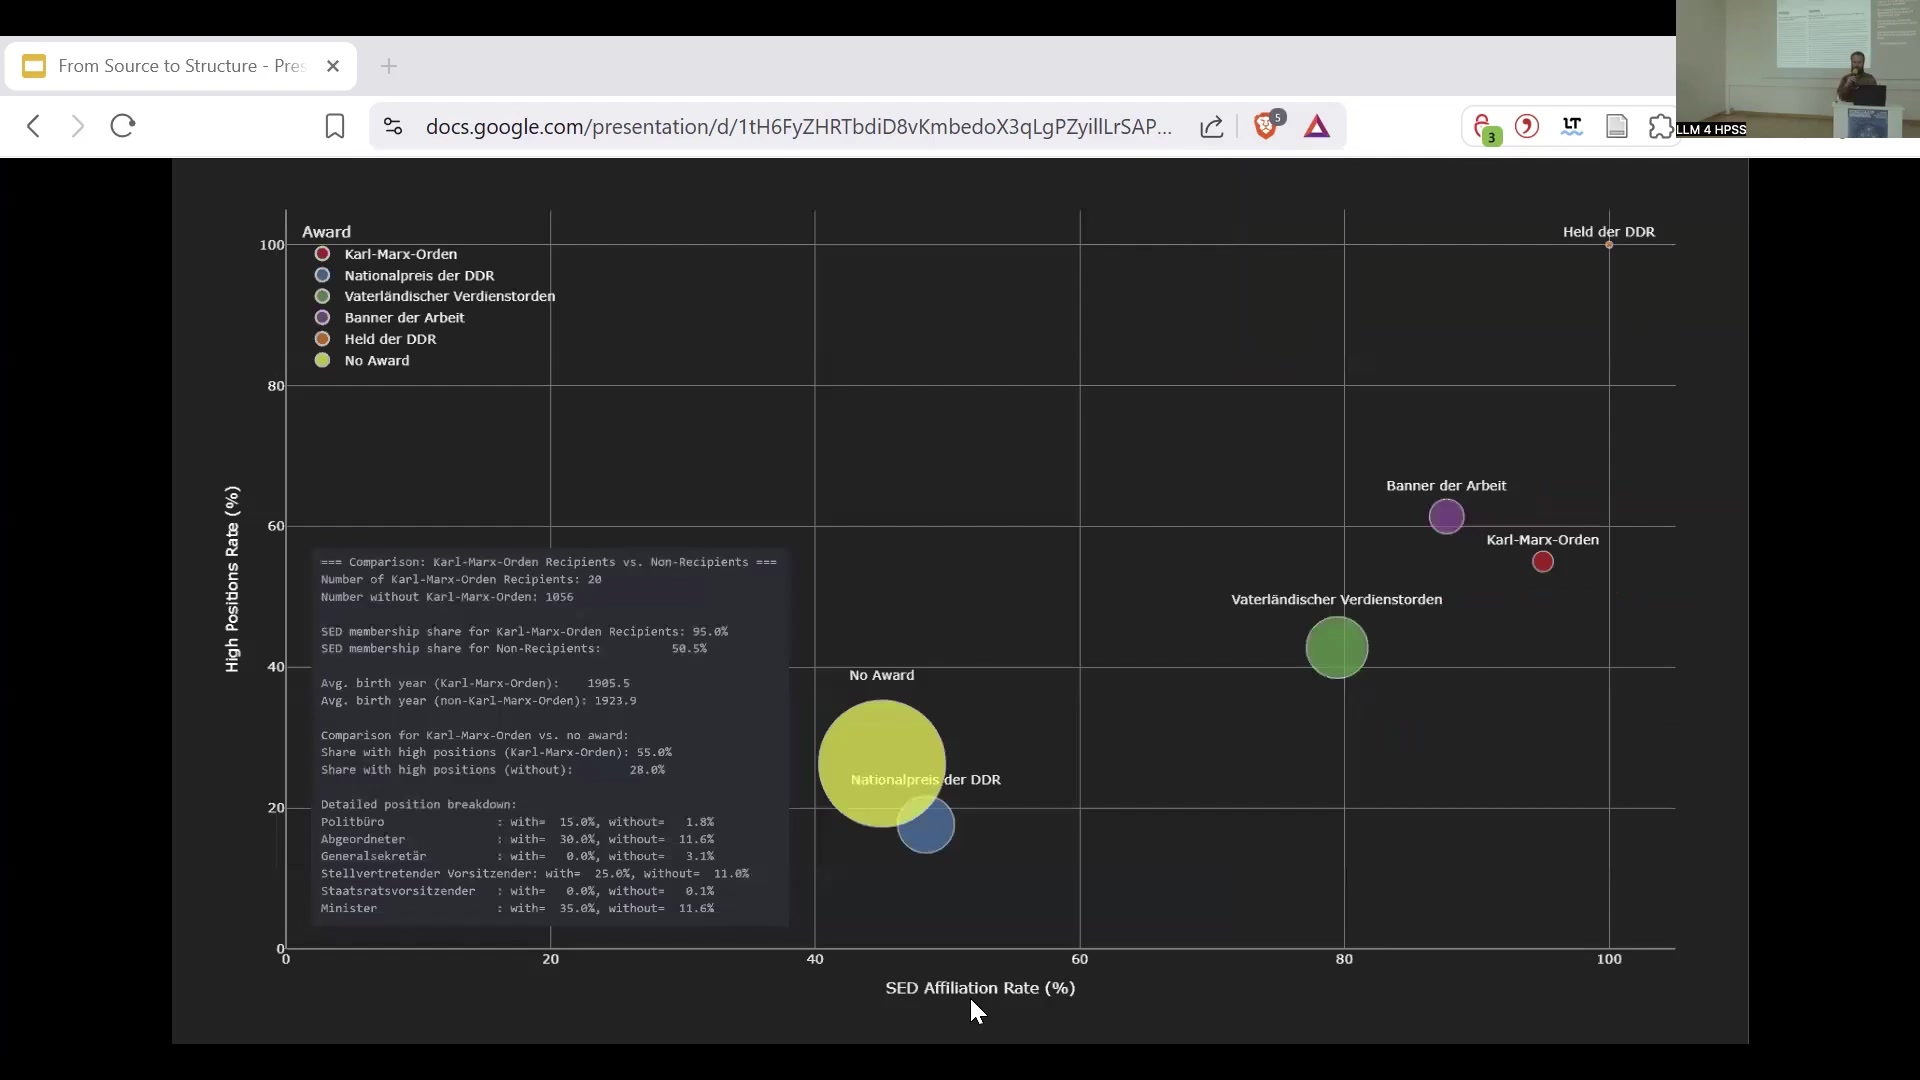 From Source to Structure - Pres
docs.google.com/presentation/d/1tH6FyZHRTbdiD8vKmbedoX3qLgPZyillLrSAP...
5
3
LT
LLM 4 HPSS
Award
Karl-Marx-Orden
Nationalpreis der DDR
Vaterländischer Verdienstorden
Banner der Arbeit
Held der DDR
No Award
High Positions Rate (%)
100
80
60
40
20
0
Held der DDR
Banner der Arbeit
Karl-Marx-Orden
Vaterländischer Verdienstorden
No Award
Nationalpreis der DDR
=== Comparison: Karl-Marx-Orden Recipients vs. Non-Recipients ===
Number of Karl-Marx-Orden Recipients: 20
Number without Karl-Marx-Orden: 1056
SED membership share for Karl-Marx-Orden Recipients: 95.0%
SED membership share for Non-Recipients: 50.5%
Avg. birth year (Karl-Marx-Orden): 1905.5
Avg. birth year (non-Karl-Marx-Orden): 1923.9
Comparison for Karl-Marx-Orden vs. no award:
Share with high positions (Karl-Marx-Orden): 55.0%
Share with high positions (without): 28.0%
Detailed position breakdown:
Politbüro : with= 15.0%, without= 1.8%
Abgeordneter : with= 30.0%, without= 11.6%
Generalsekretär : with= 0.0%, without= 3.1%
Stellvertretender Vorsitzender: with= 25.0%, without= 11.0%
Staatsratsvorsitzender : with= 0.0%, without= 0.1%
Minister : with= 35.0%, without= 11.6%
0 20 40 60 80 100
SED Affiliation Rate (%)